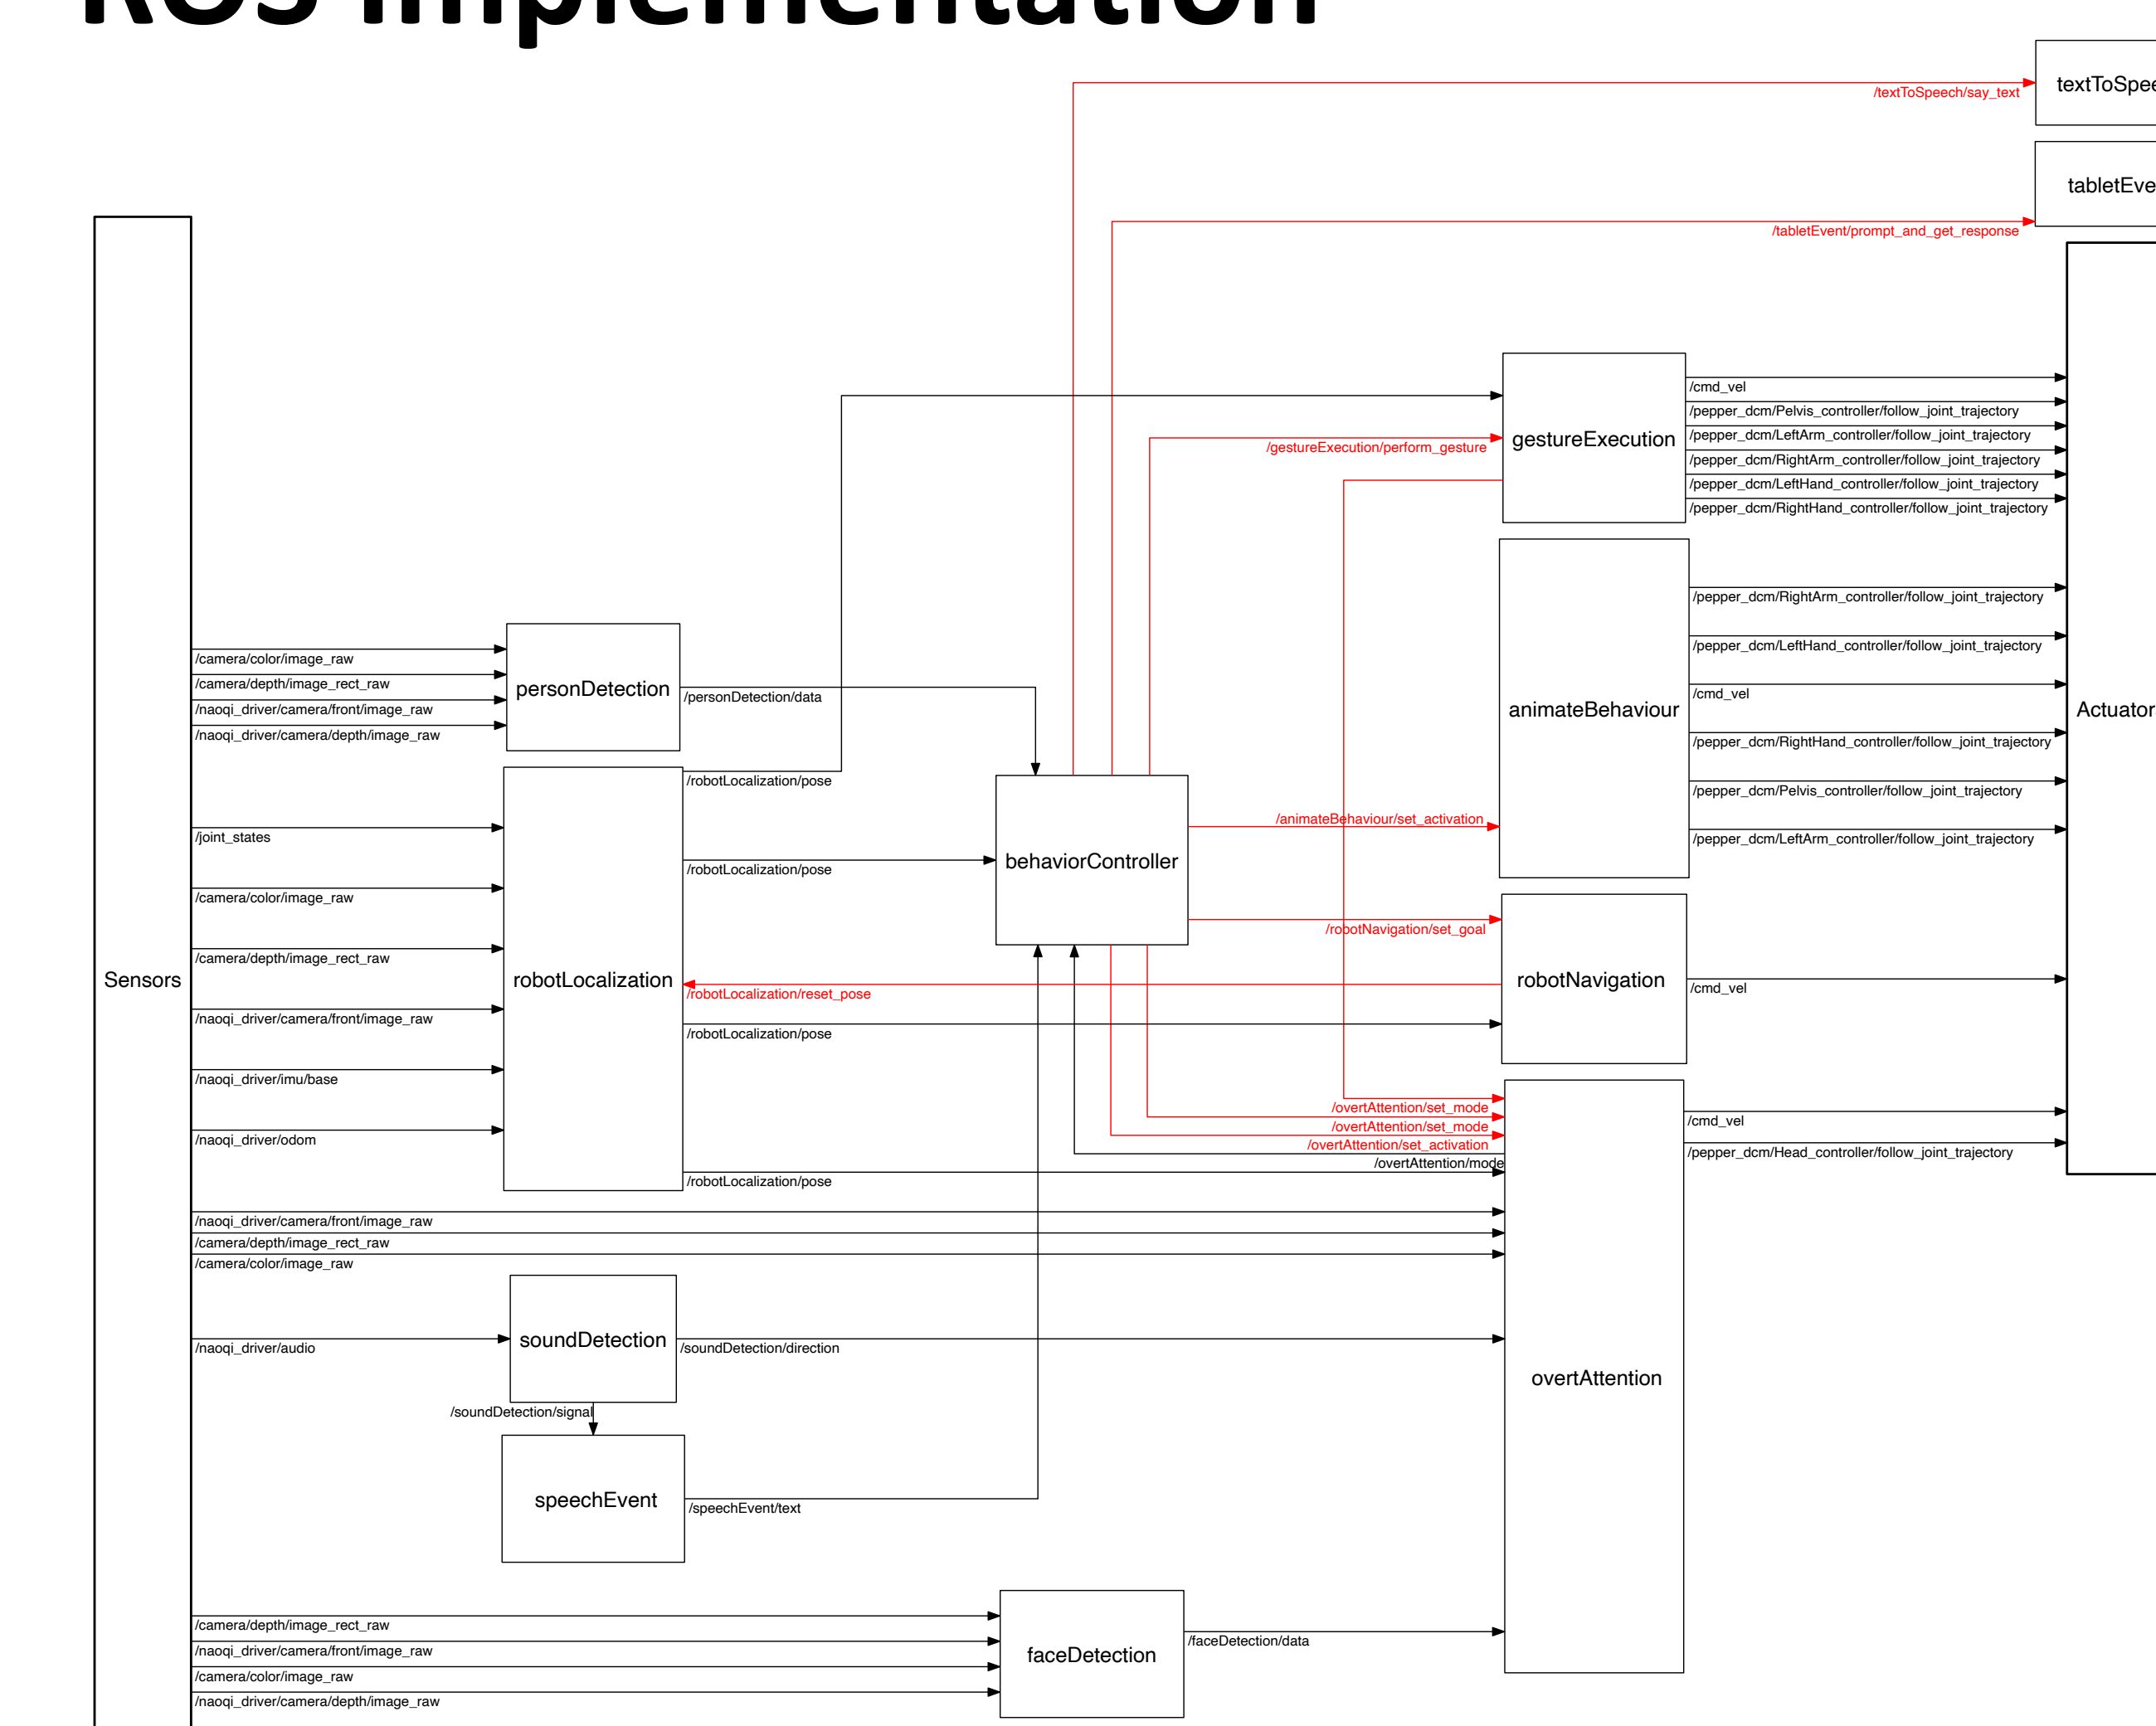 ROS Implementation
/textToSpeech/say_text
textToSpee
/tabletEvent/prompt_and_get_response
tabletEve
Sensors
/camera/color/image_raw
/camera/depth/image_rect_raw
/naoqi_driver/camera/front/image_raw
/naoqi_driver/camera/depth/image_raw
personDetection
/personDetection/data
/joint_states
/camera/color/image_raw
/camera/depth/image_rect_raw
/naoqi_driver/camera/front/image_raw
/naoqi_driver/imu/base
/naoqi_driver/odom
robotLocalization
/robotLocalization/pose
/robotLocalization/pose
/robotLocalization/reset_pose
/robotLocalization/pose
/robotLocalization/pose
/naoqi_driver/camera/front/image_raw
/camera/depth/image_rect_raw
/camera/color/image_raw
/naoqi_driver/audio
soundDetection
/soundDetection/direction
/soundDetection/signal
speechEvent
/speechEvent/text
/camera/depth/image_rect_raw
/naoqi_driver/camera/front/image_raw
/camera/color/image_raw
/naoqi_driver/camera/depth/image_raw
faceDetection
/faceDetection/data
behaviorController
/gestureExecution/perform_gesture
/animateBehaviour/set_activation
/robotNavigation/set_goal
/overtAttention/set_mode
/overtAttention/set_mode
/overtAttention/set_activation
/overtAttention/mode
gestureExecution
/cmd_vel
/pepper_dcm/Pelvis_controller/follow_joint_trajectory
/pepper_dcm/LeftArm_controller/follow_joint_trajectory
/pepper_dcm/RightArm_controller/follow_joint_trajectory
/pepper_dcm/LeftHand_controller/follow_joint_trajectory
/pepper_dcm/RightHand_controller/follow_joint_trajectory
animateBehaviour
/pepper_dcm/RightArm_controller/follow_joint_trajectory
/pepper_dcm/LeftHand_controller/follow_joint_trajectory
/cmd_vel
/pepper_dcm/RightHand_controller/follow_joint_trajectory
/pepper_dcm/Pelvis_controller/follow_joint_trajectory
/pepper_dcm/LeftArm_controller/follow_joint_trajectory
robotNavigation
/cmd_vel
overtAttention
/cmd_vel
/pepper_dcm/Head_controller/follow_joint_trajectory
Actuator